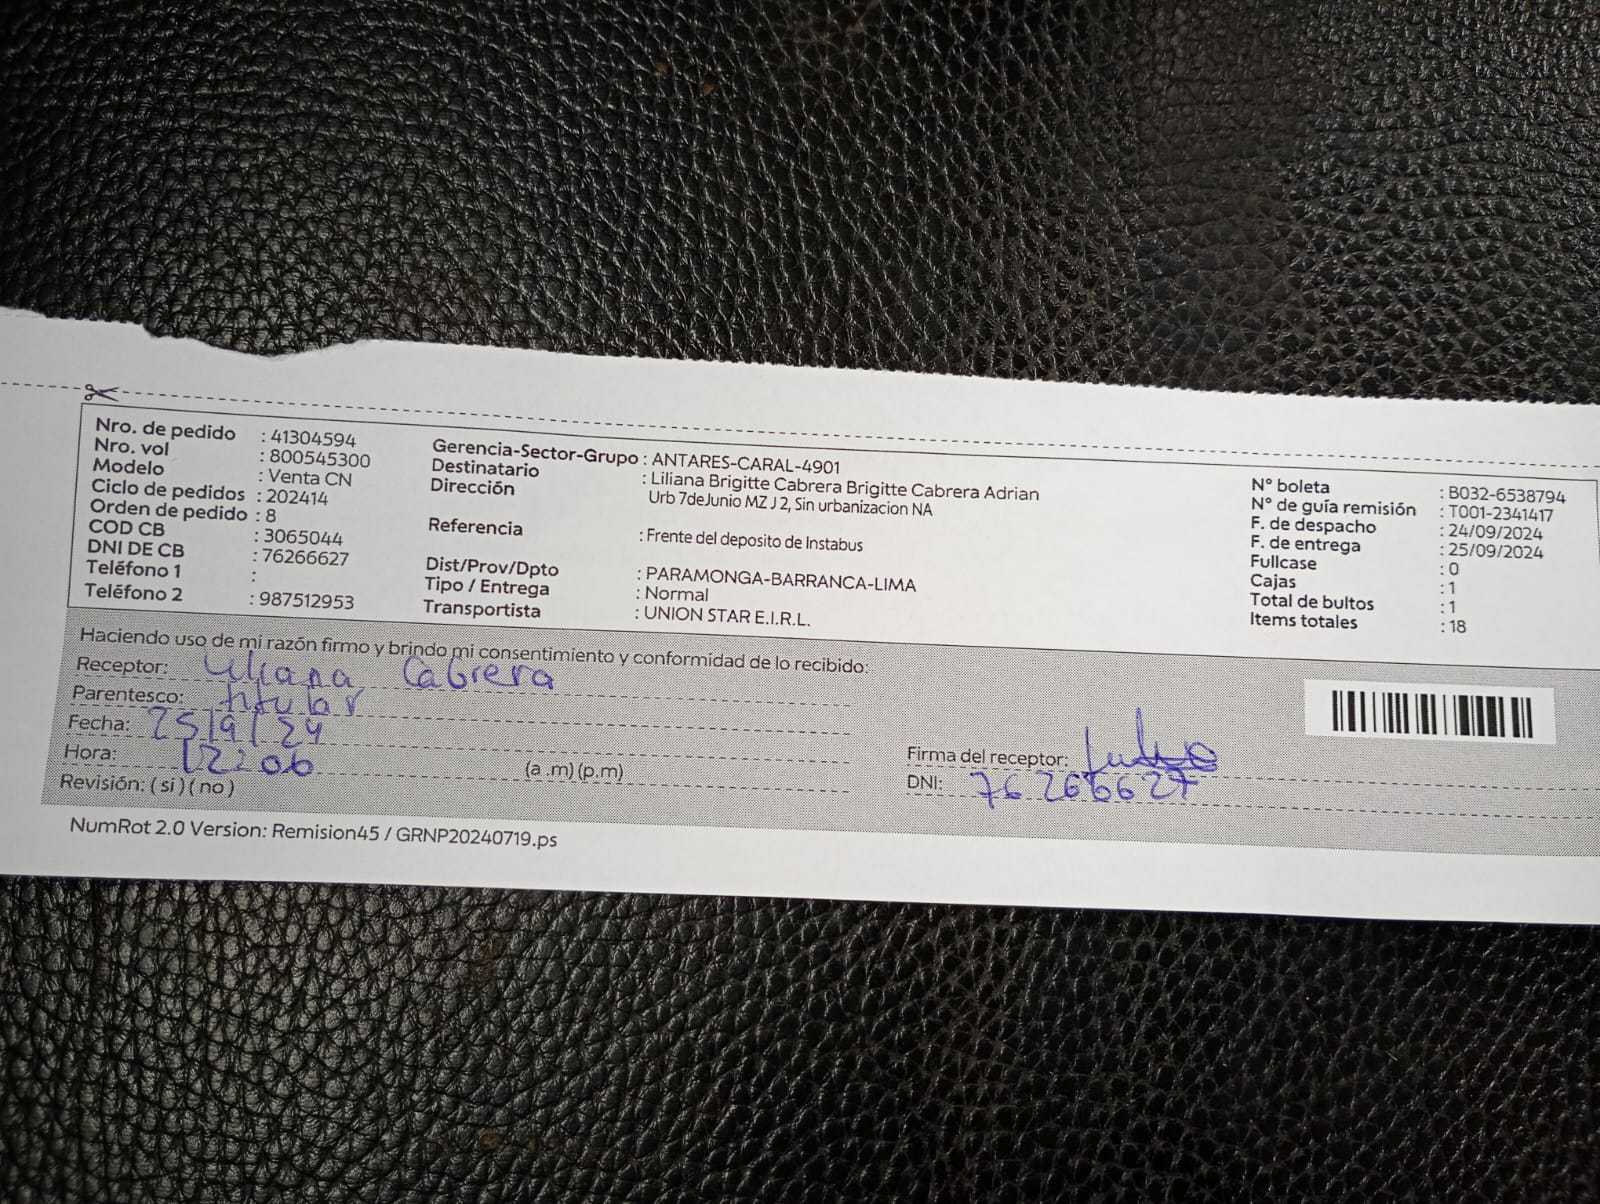 Nro. de pedido : 41304594
Nro. vol : 800545300
Modelo : Venta CN
Ciclo de pedidos : 202414
Orden de pedido : 8
COD CB : 3065044
DNI DE CB : 76266627
Teléfono 1 :
Teléfono 2 : 987512953
Gerencia-Sector-Grupo : ANTARES-CARAL-4901
Destinatario : Liliana Brigitte Cabrera Brigitte Cabrera Adrian
Dirección Urb 7deJunio MZ J 2, Sin urbanizacion NA
Referencia : Frente del deposito de Instabus
Dist/Prov/Dpto : PARAMONGA-BARRANCA-LIMA
Tipo / Entrega : Normal
Transportista : UNION STAR E.I.R.L.
N° boleta : B032-6538794
N° de guía remisión : T001-2341417
F. de despacho : 24/09/2024
F. de entrega : 25/09/2024
Fullcase : 0
Cajas : 1
Total de bultos : 1
Items totales : 18
Haciendo uso de mi razón firmo y brindo mi consentimiento y conformidad de lo recibido:
Receptor: Liliana Cabrera
Parentesco: titular
Fecha: 25/9/24
Hora: 12:06 (a .m) (p.m)
Revisión: ( si ) ( no )
Firma del receptor:
DNI: 76266627
NumRot 2.0 Version: Remision45 / GRNP20240719.ps